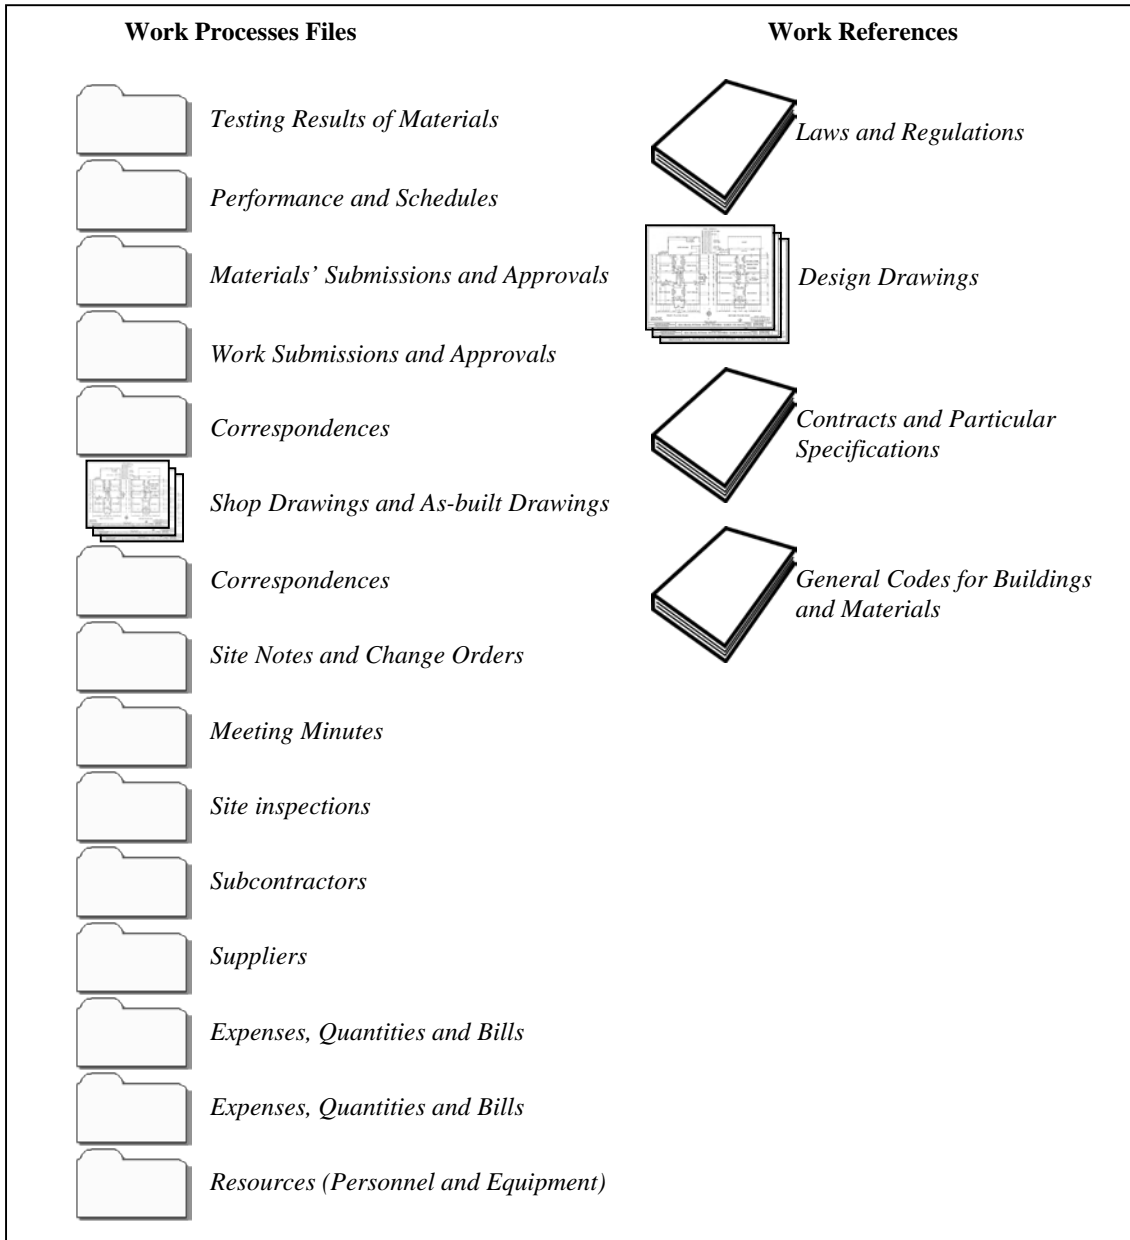 Work Processes Files
Testing Results of Materials
Performance and Schedules
Materials’ Submissions and Approvals
Work Submissions and Approvals
Correspondences
Shop Drawings and As-built Drawings
Correspondences
Site Notes and Change Orders
Meeting Minutes
Site inspections
Subcontractors
Suppliers
Expenses, Quantities and Bills
Expenses, Quantities and Bills
Resources (Personnel and Equipment)
Work References
Laws and Regulations
Design Drawings
Contracts and Particular
Specifications
General Codes for Buildings
and Materials